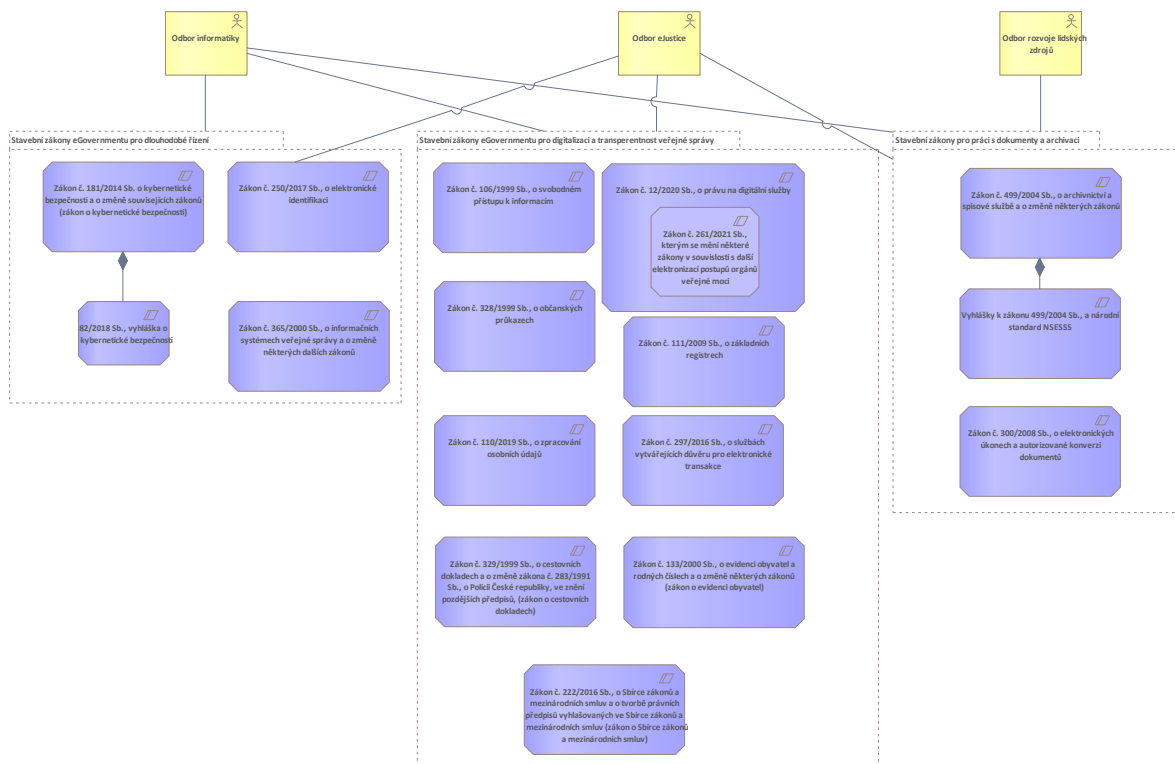 Odbor informatiky
Odbor eJustice
Odbor rozvoje lidských
zdrojů
Stavební zákony eGovernmentu pro dlouhodobé řízení
Zákon č. 181/2014 Sb. o kybernetické
bezpečnosti a o změně souvisejících zákonů
(zákon o kybernetické bezpečnosti)
Zákon č. 250/2017 Sb., o elektronické
identifikaci
82/2018 Sb., vyhláška o
kybernetické bezpečnosti
Zákon č. 365/2000 Sb., o informačních
systémech veřejné správy a o změně
některých dalších zákonů
Stavební zákony eGovernmentu pro digitalizaci a transperentnost veřejné správy
Zákon č. 106/1999 Sb., o svobodném
přístupu k informacím
Zákon č. 12/2020 Sb., o právu na digitální služby
Zákon č. 261/2021 Sb.,
kterým se mění některé
zákony v souvislosti s další
elektronizací postupů orgánů
veřejné moci
Zákon č. 328/1999 Sb., o občanských
průkazech
Zákon č. 111/2009 Sb., o základních
registrech
Zákon č. 110/2019 Sb., o zpracování
osobních údajů
Zákon č. 297/2016 Sb., o službách
vytvářejících důvěru pro elektronické
transakce
Zákon č. 329/1999 Sb., o cestovních
dokladech a o změně zákona č. 283/1991
Sb., o Policii České republiky, ve znění
pozdějších předpisů, (zákon o cestovních
dokladech)
Zákon č. 133/2000 Sb., o evidenci obyvatel a
rodných číslech a o změně některých zákonů
(zákon o evidenci obyvatel)
Zákon č. 222/2016 Sb., o Sbírce zákonů a
mezinárodních smluv a o tvorbě právních
předpisů vyhlašovaných ve Sbírce zákonů a
mezinárodních smluv (zákon o Sbírce zákonů
a mezinárodních smluv)
Stavební zákony pro práci s dokumenty a archivaci
Zákon č. 499/2004 Sb., o archivnictví a
spisové službě a o změně některých zákonů
Vyhlášky k zákonu 499/2004 Sb., a národní
standard NSESSS
Zákon č. 300/2008 Sb., o elektronických
úkonech a autorizované konverzi
dokumentů